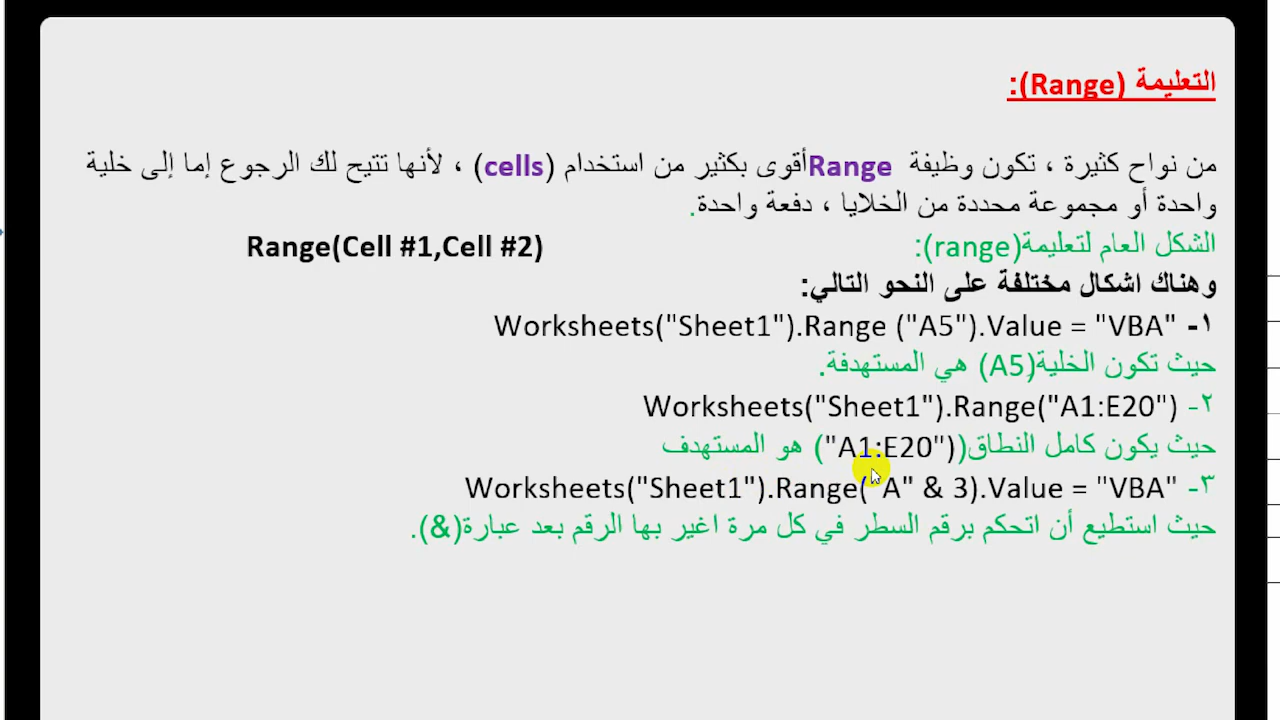 التعليمة (Range):
من نواح كثيرة ، تكون وظيفة Range أقوى بكثير من استخدام (cells) ، لأنها تتيح لك الرجوع إما إلى خلية
واحدة أو مجموعة محددة من الخلايا ، دفعة واحدة.
الشكل العام لتعليمة(range): Range(Cell #1,Cell #2)
وهناك اشكال مختلفة على النحو التالي:
١- Worksheets("Sheet1").Range ("A5").Value = "VBA"
حيث تكون الخلية(A5) هي المستهدفة.
٢- Worksheets("Sheet1").Range("A1:E20")
حيث يكون كامل النطاق(("A1:E20") هو المستهدف
٣- Worksheets("Sheet1").Range("A" & 3).Value = "VBA"
حيث استطيع أن اتحكم برقم السطر في كل مرة اغير بها الرقم بعد عبارة(&).